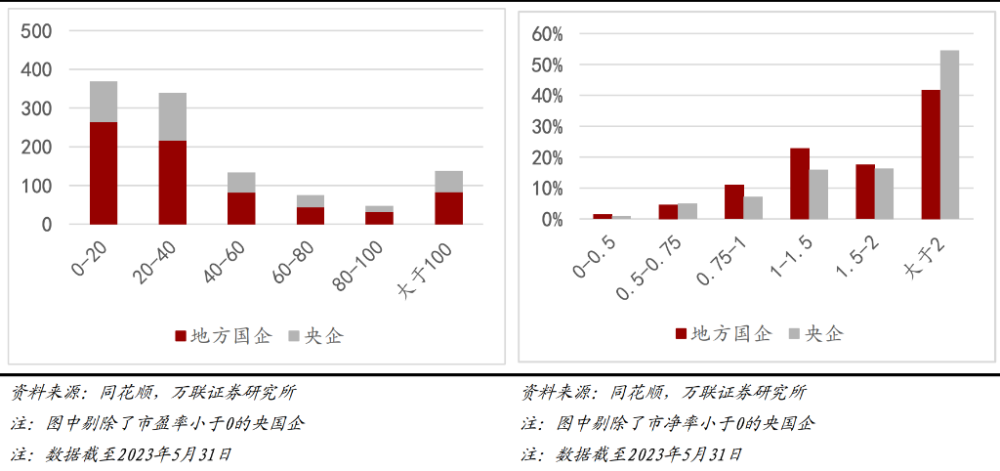 500
400
300
200
100
0
0-20
20-40
40-60
60-80
80-100
大于100
地方国企 央企
60%
50%
40%
30%
20%
10%
0%
0-0.5
0.5-0.75
0.75-1
1-1.5
1.5-2
大于2
地方国企 央企
资料来源：同花顺，万联证券研究所
注：图中剔除了市盈率小于0的央国企
注：数据截至2023年5月31日
资料来源：同花顺，万联证券研究所
注：图中剔除了市净率小于0的央国企
注：数据截至2023年5月31日